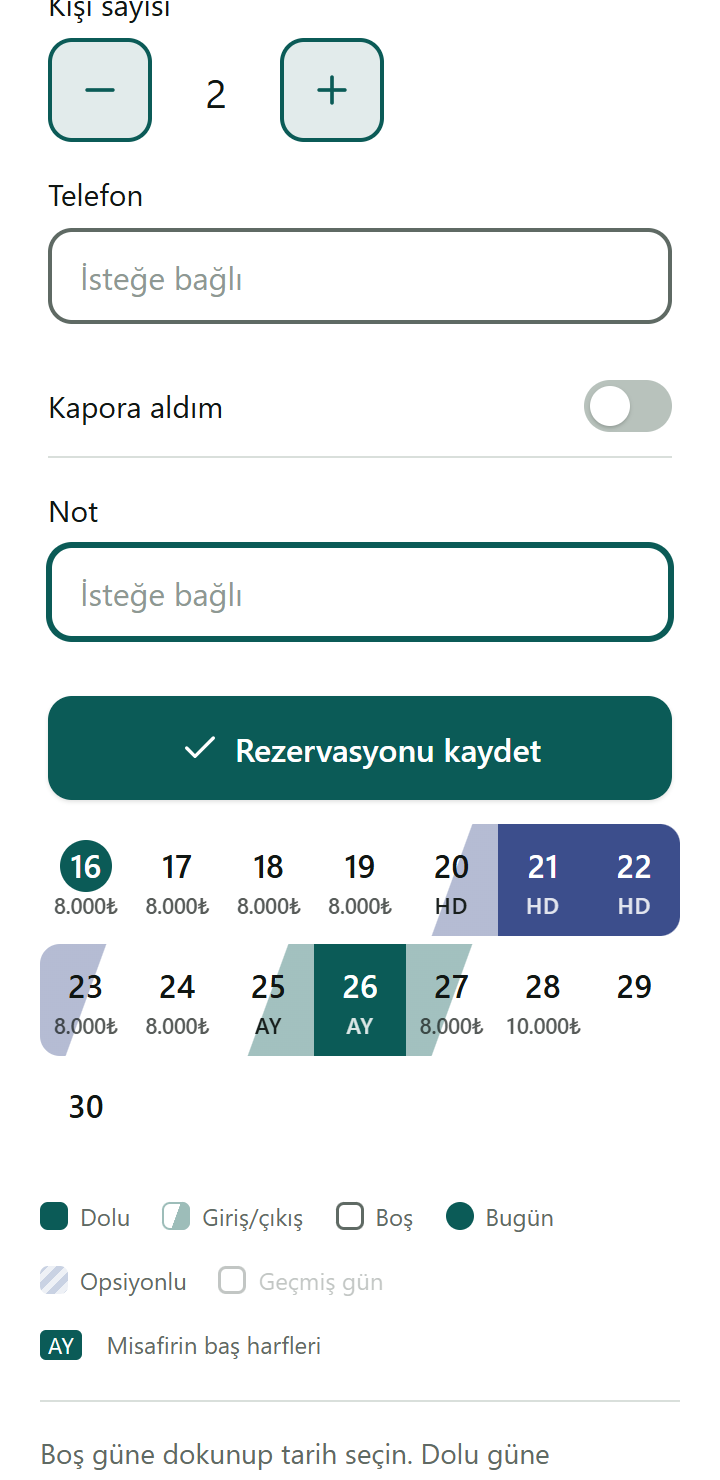 Kişi sayısı
2
Telefon
İsteğe bağlı
Kapora aldım
Not
İsteğe bağlı
Rezervasyonu kaydet
16 17 18 19 20 21 22
8.000₺ 8.000₺ 8.000₺ 8.000₺ HD HD HD
23 24 25 26 27 28 29
8.000₺ 8.000₺ AY AY 8.000₺ 10.000₺
30
Dolu Giriş/çıkış Boş Bugün
Opsiyonlu Geçmiş gün
AY Misafirin baş harfleri
Boş güne dokunup tarih seçin. Dolu güne